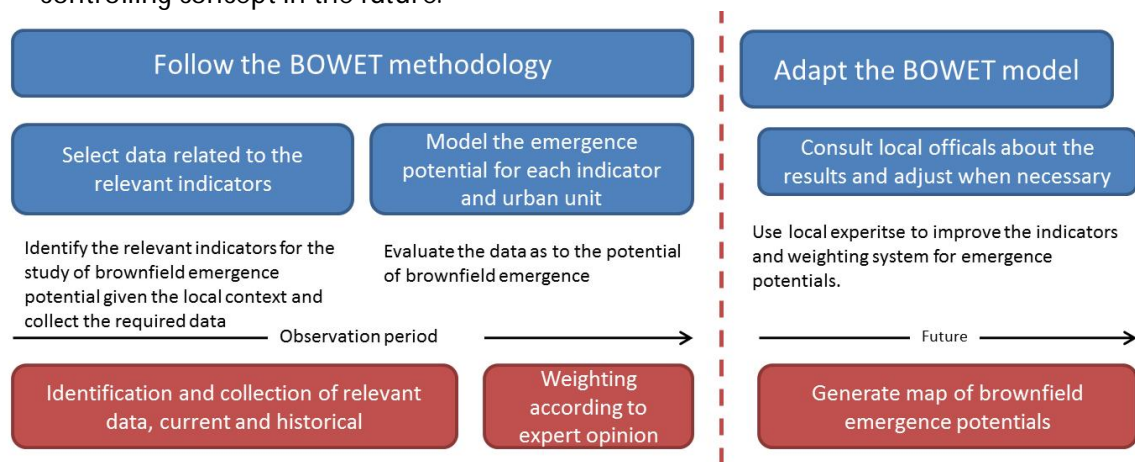 controlling concept in the future.
Follow the BOWET methodology
Adapt the BOWET model
Select data related to the
relevant indicators
Model the emergence
potential for each indicator
and urban unit
Consult local officals about the
results and adjust when necessary
Identify the relevant indicators for the
study of brownfield emergence
potential given the local context and
collect the required data
Evaluate the data as to the potential
of brownfield emergence
Use local experitse to improve the indicators
and weighting system for emergence
potentials.
Observation period
Future
Identification and collection of relevant
data, current and historical
Weighting
according to
expert opinion
Generate map of brownfield
emergence potentials